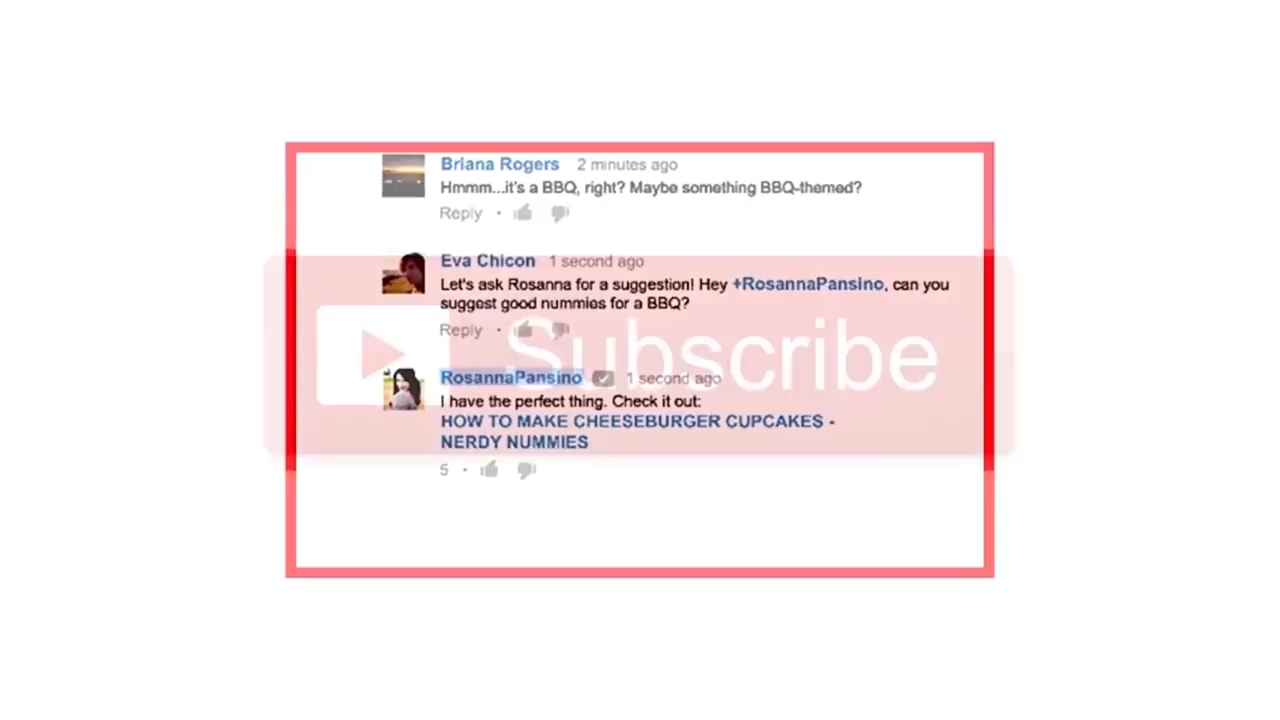 Briana Rogers 2 minutes ago
Hmmm...it's a BBQ, right? Maybe something BBQ-themed?
Reply •
Eva Chicon 1 second ago
Let's ask Rosanna for a suggestion! Hey +RosannaPansino, can you
suggest good nummies for a BBQ?
Reply •
Subscribe
RosannaPansino 1 second ago
I have the perfect thing. Check it out:
HOW TO MAKE CHEESEBURGER CUPCAKES -
NERDY NUMMIES
5 •